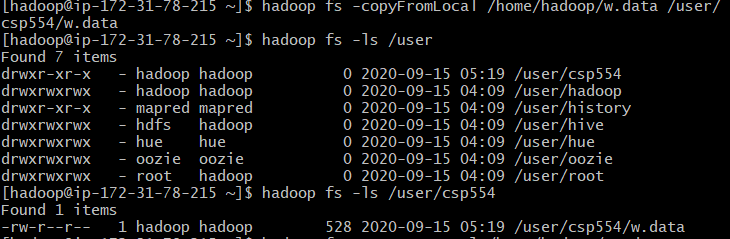 [hadoop@ip-172-31-78-215 ~]$ hadoop fs -copyFromLocal /home/hadoop/w.data /user/
csp554/w.data
[hadoop@ip-172-31-78-215 ~]$ hadoop fs -ls /user
Found 7 items
drwxr-xr-x   - hadoop hadoop          0 2020-09-15 05:19 /user/csp554
drwxrwxrwx   - hadoop hadoop          0 2020-09-15 04:09 /user/hadoop
drwxr-xr-x   - mapred mapred          0 2020-09-15 04:09 /user/history
drwxrwxrwx   - hdfs   hadoop          0 2020-09-15 04:09 /user/hive
drwxrwxrwx   - hue    hue             0 2020-09-15 04:09 /user/hue
drwxrwxrwx   - oozie  oozie           0 2020-09-15 04:09 /user/oozie
drwxrwxrwx   - root   hadoop          0 2020-09-15 04:09 /user/root
[hadoop@ip-172-31-78-215 ~]$ hadoop fs -ls /user/csp554
Found 1 items
-rw-r--r--   1 hadoop hadoop        528 2020-09-15 05:19 /user/csp554/w.data